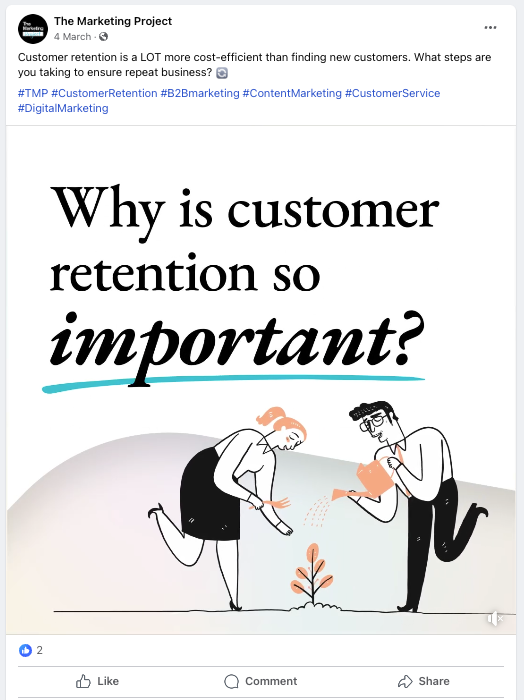 The Marketing Project
4 March ·
Customer retention is a LOT more cost-efficient than finding new customers. What steps are
you taking to ensure repeat business?
#TMP #CustomerRetention #B2Bmarketing #ContentMarketing #CustomerService
#DigitalMarketing
Why is customer
retention so
important?
2
Like
Comment
Share